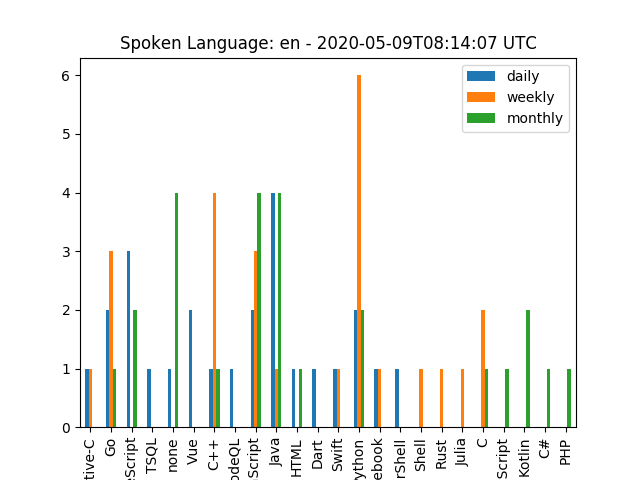 Spoken Language: en - 2020-05-09T08:14:07 UTC
daily
weekly
monthly
6
5
4
3
2
1
0
tive-C
Go
eScript
TSQL
none
Vue
C++
odeQL
aScript
Java
HTML
Dart
Swift
ython
ebook
rShell
Shell
Rust
Julia
C
Script
Kotlin
C#
PHP